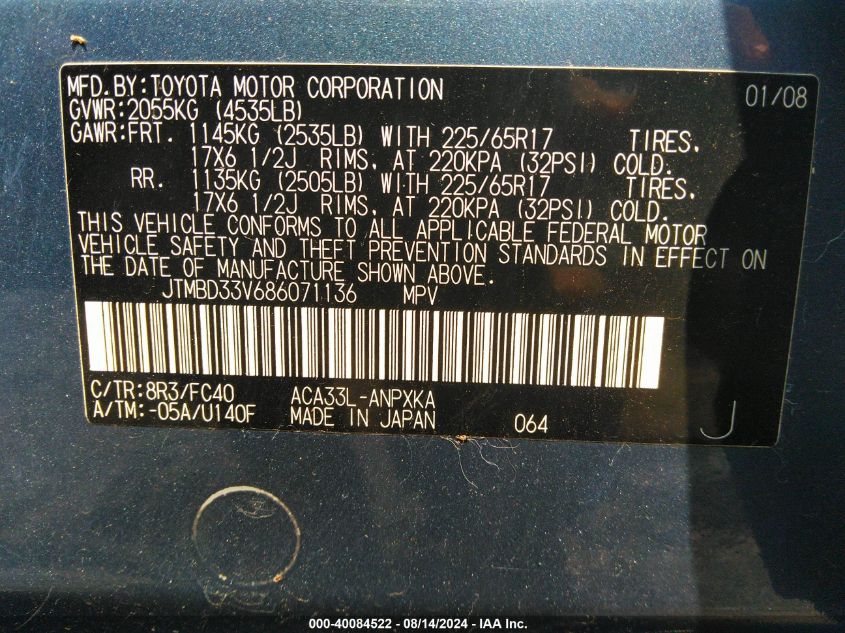 MFD.BY:TOYOTA MOTOR CORPORATION 01/08
GVWR:2055KG (4535LB)
GAWR:FRT. 1145KG (2535LB) WITH 225/65R17 TIRES,
17X6 1/2J RIMS, AT 220KPA (32PSI) COLD.
RR. 1135KG (2505LB) WITH 225/65R17 TIRES,
17X6 1/2J RIMS, AT 220KPA (32PSI) COLD.
THIS VEHICLE CONFORMS TO ALL APPLICABLE FEDERAL MOTOR
VEHICLE SAFETY AND THEFT PREVENTION STANDARDS IN EFFECT ON
THE DATE OF MANUFACTURE SHOWN ABOVE.
JTMBD33V686071136 MPV
C/TR:8R3/FC40 ACA33L-ANPXKA
A/TM:-05A/U140F MADE IN JAPAN 064 J
000-40084522 - 08/14/2024 - IAA Inc.